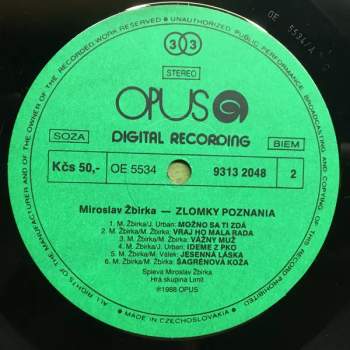 ALL RIGHTS OF THE MANUFACTURER AND OF THE OWNER OF THE RECORDED WORK RESERVED • UNAUTHORIZED PUBLIC PERFORMANCE, BROADCASTING AND COPYING OF THIS RECORD PROHIBITED
OE 5534/A
33
STEREO
OPUS
SOZA
DIGITAL RECORDING
BIEM
Kčs 50,-
OE 5534
9313 2048
2
Miroslav Žbirka — ZLOMKY POZNANIA
1. M. Žbirka/J. Urban: MOŽNO SA TI ZDÁ
2. M. Žbirka/M. Žbirka: VRAJ HO MALA RADA
3. M. Žbirka/M. Žbirka: VÁŽNY MUŽ
4. M. Žbirka/J. Urban: IDEME Z PKO
5. M. Žbirka/M. Válek: JESENNÁ LÁSKA
6. M. Žbirka/M. Žbirka: ŠAGRÉNOVÁ KOŽA
Spieva Miroslav Žbirka
Hrá skupina Limit
℗1988 OPUS
MADE IN CZECHOSLOVAKIA